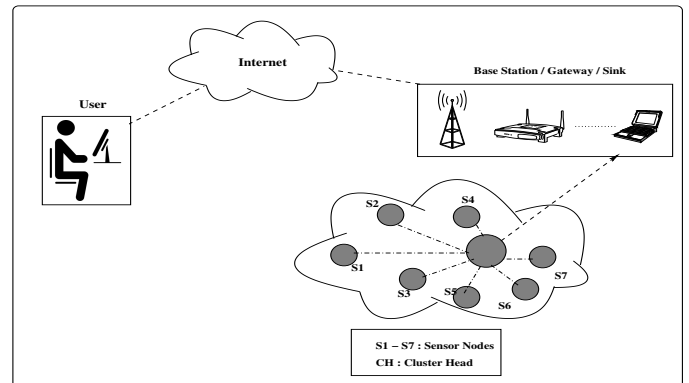 Internet
Base Station / Gateway / Sink
User
S2
S4
S1
S7
S3
S5
S6
S1 – S7 : Sensor Nodes
CH : Cluster Head